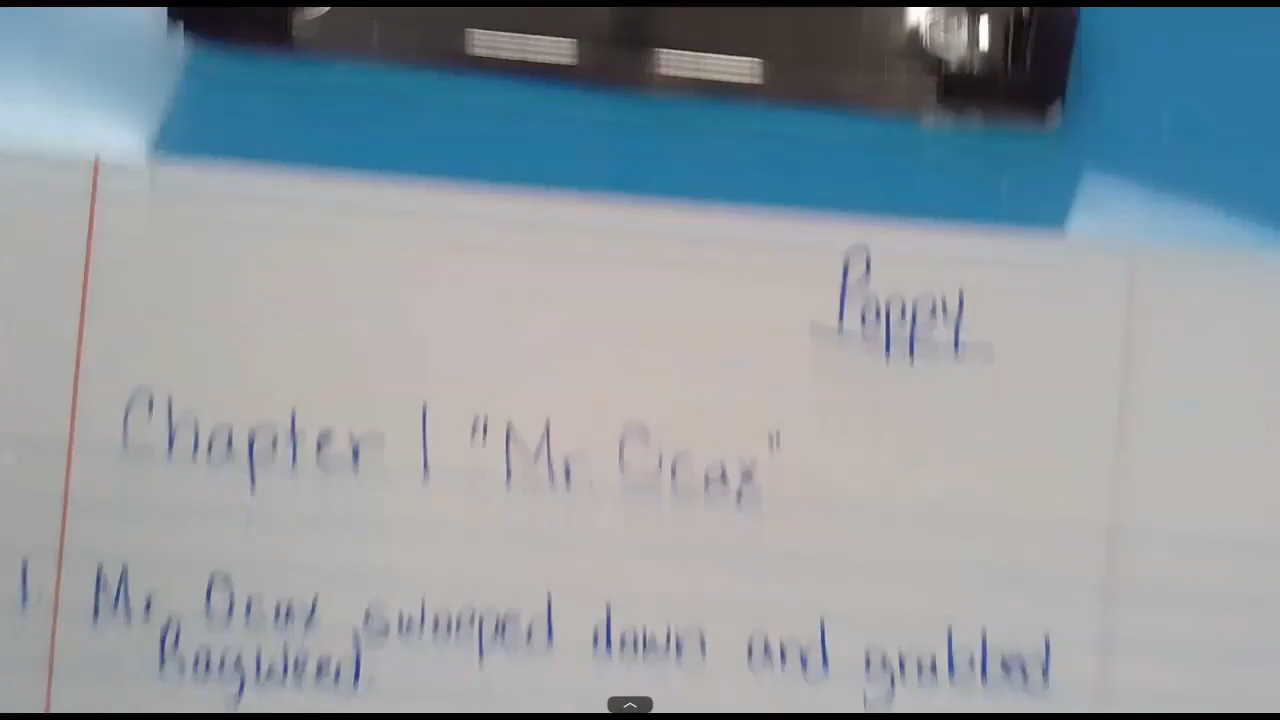 Poppy
Chapter 1 "Mr. Ocax"
1. Mr. Ocax swooped down and grabbed
Ragweed.